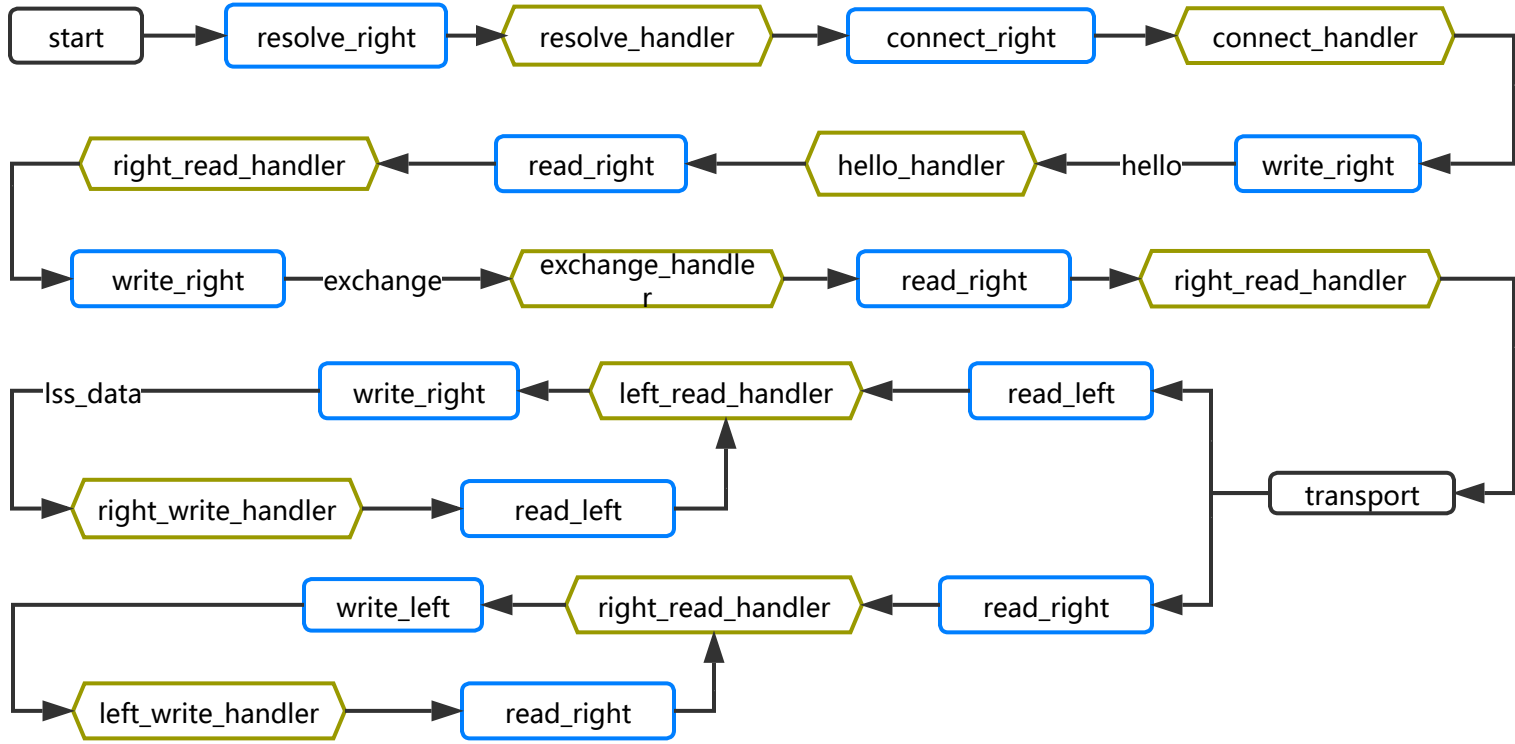 start
resolve_right
resolve_handler
connect_right
connect_handler
right_read_handler
read_right
hello_handler
hello
write_right
write_right
exchange
exchange_handle
r
read_right
right_read_handler
lss_data
write_right
left_read_handler
read_left
right_write_handler
read_left
transport
write_left
right_read_handler
read_right
left_write_handler
read_right